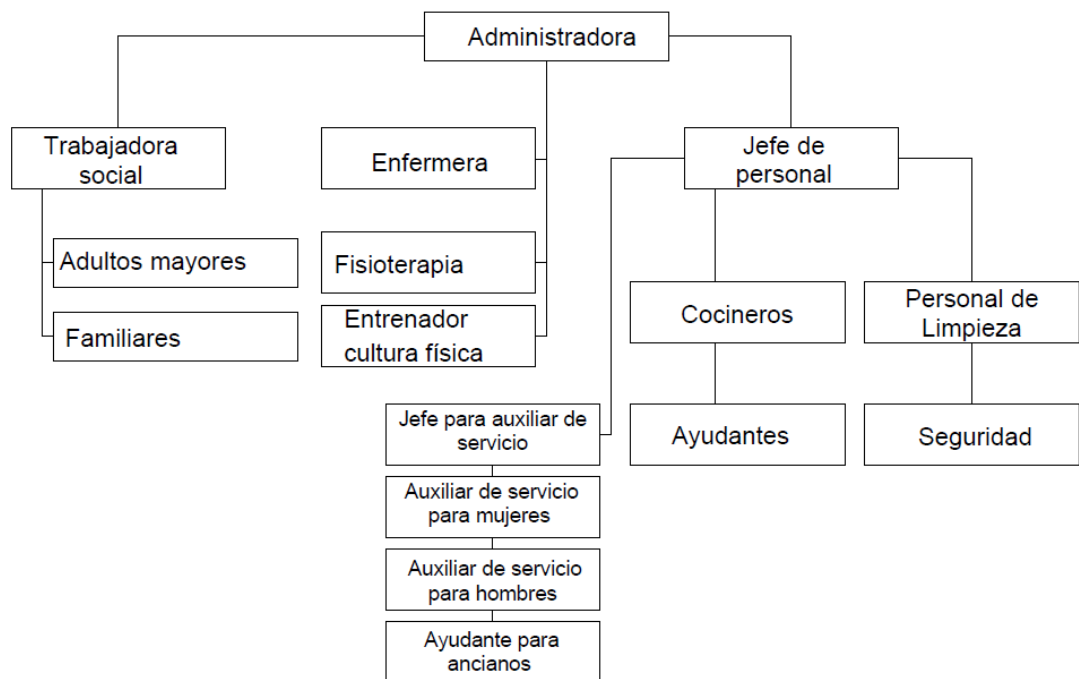 Administradora
Trabajadora
social
Enfermera
Jefe de
personal
Adultos mayores
Fisioterapia
Familiares
Entrenador
cultura física
Cocineros
Personal de
Limpieza
Jefe para auxiliar de
servicio
Ayudantes
Seguridad
Auxiliar de servicio
para mujeres
Auxiliar de servicio
para hombres
Ayudante para
ancianos